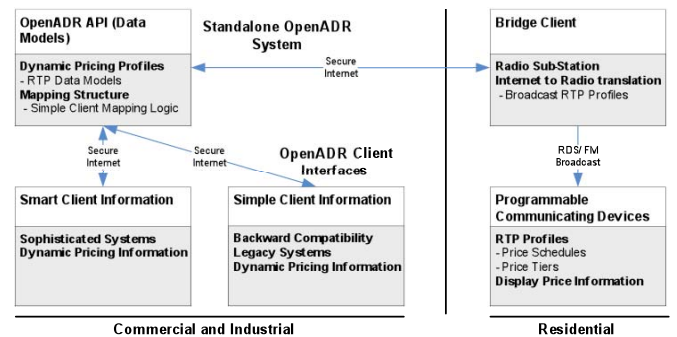 OpenADR API (Data
Models)
Dynamic Pricing Profiles
- RTP Data Models
Mapping Structure
- Simple Client Mapping Logic
Standalone OpenADR
System
Secure
Internet
Bridge Client
Radio Sub-Station
Internet to Radio translation
- Broadcast RTP Profiles
Secure
Internet
Secure
Internet
OpenADR Client
Interfaces
RDS/ FM
Broadcast
Smart Client Information
Sophisticated Systems
Dynamic Pricing Information
Simple Client Information
Backward Compatibility
Legacy Systems
Dynamic Pricing Information
Programmable
Communicating Devices
RTP Profiles
- Price Schedules
- Price Tiers
Display Price Information
Commercial and Industrial
Residential